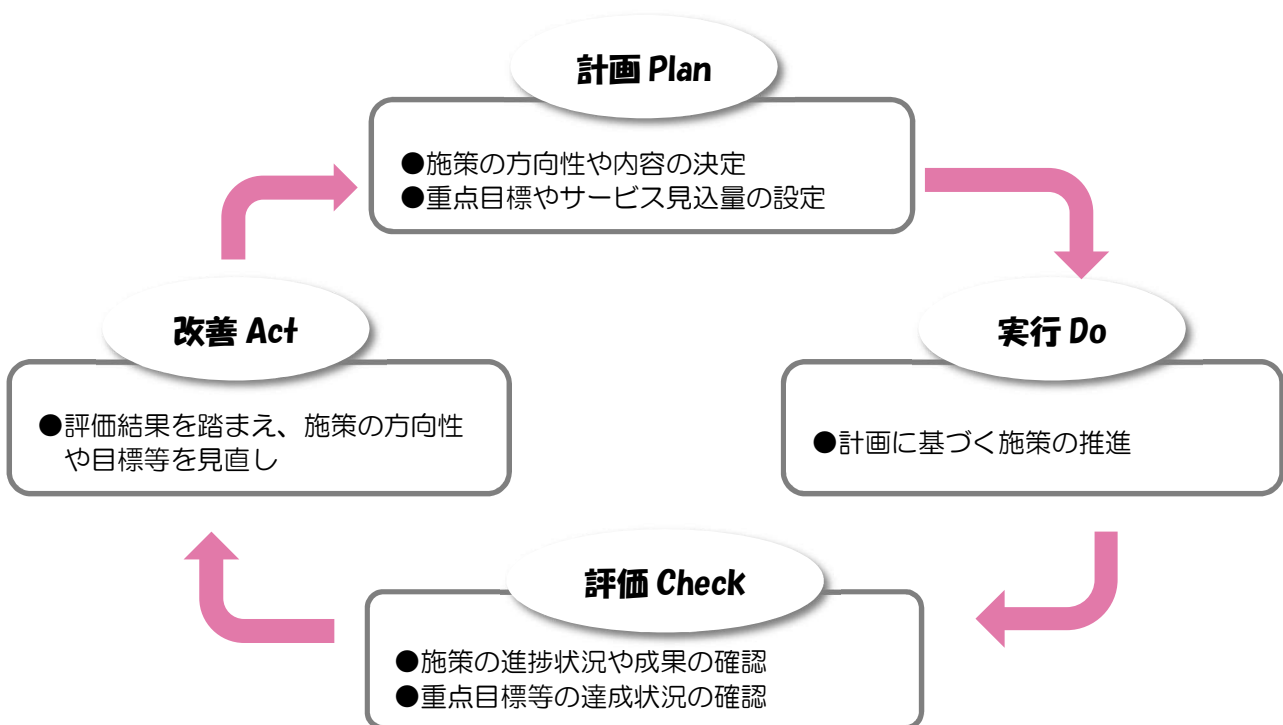 計画 Plan
●施策の方向性や内容の決定
●重点目標やサービス見込量の設定
実行 Do
●計画に基づく施策の推進
評価 Check
●施策の進捗状況や成果の確認
●重点目標等の達成状況の確認
改善 Act
●評価結果を踏まえ、施策の方向性
や目標等を見直し